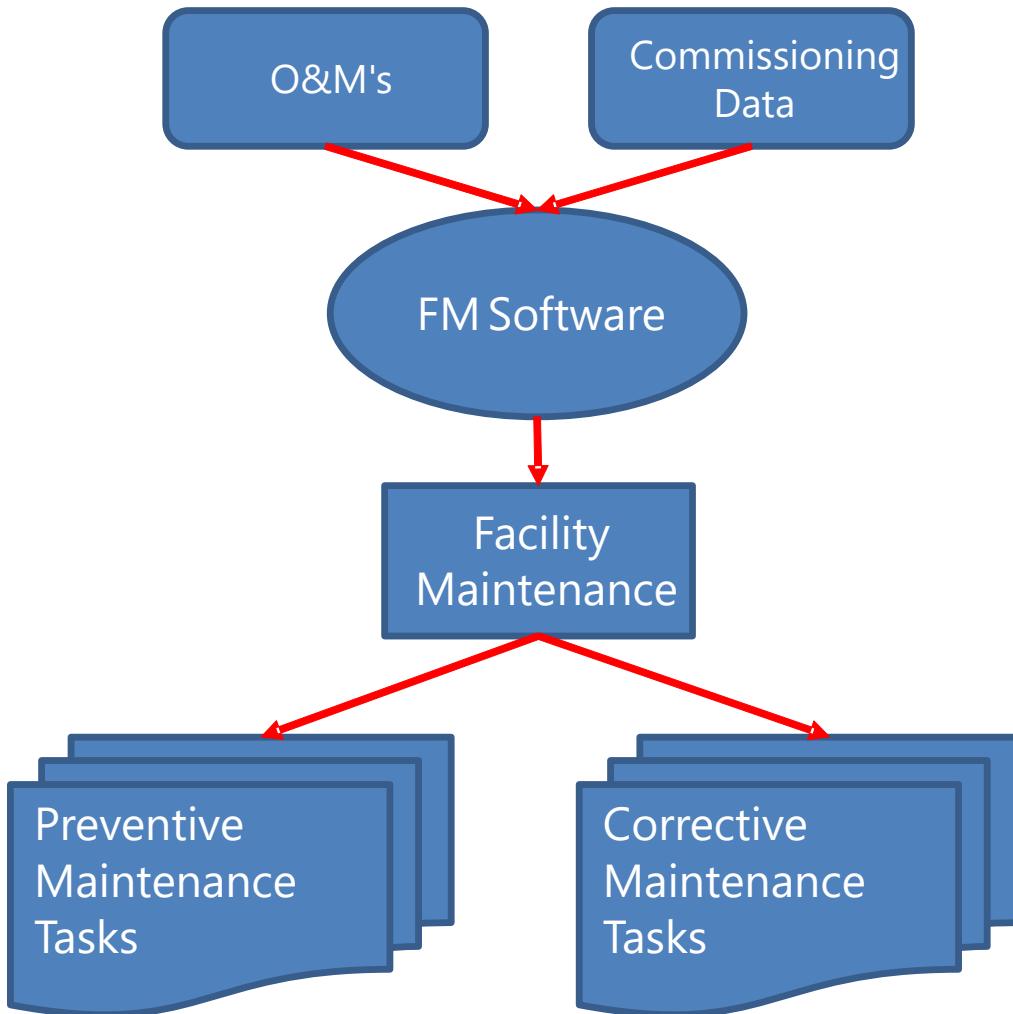 O&M's
Commissioning
Data
FM Software
Facility
Maintenance
Preventive
Maintenance
Tasks
Corrective
Maintenance
Tasks